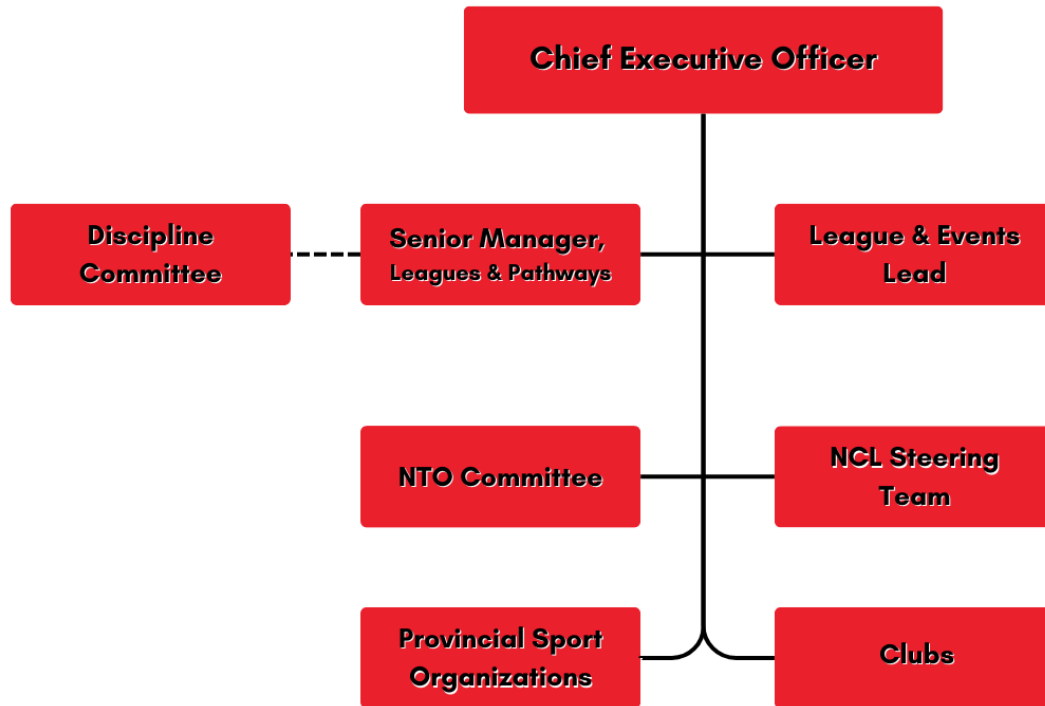 Chief Executive Officer
Discipline
Committee
Senior Manager,
Leagues & Pathways
League & Events
Lead
NTO Committee
NCL Steering
Team
Provincial Sport
Organizations
Clubs